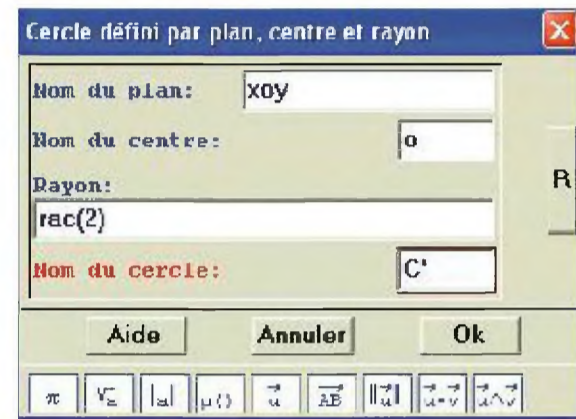 Cercle défini par plan, centre et rayon
Nom du plan: xoy
Nom du centre: o
Rayon:
R
rac(2)
Nom du cercle: C'
Aide Annuler Ok
π √a |a| μ() u⃗ AB⃗ ||u⃗|| u⃗•v⃗ u⃗∧v⃗